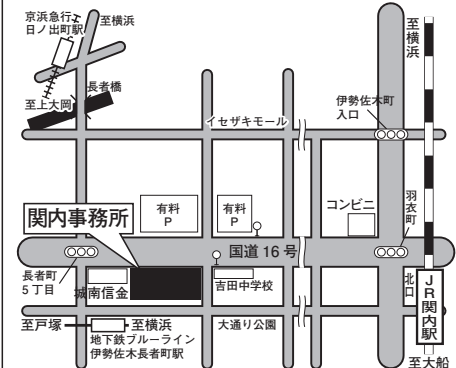 京浜急行
日ノ出町駅
至横浜
至横浜
長者橋
至上大岡
伊勢佐木町
入口
イセザキモール
有料
P
有料
P
コンビニ
羽衣町
関内事務所
国道16号
長者町
5丁目
城南信金
吉田中学校
北口
JR関内駅
至戸塚
至横浜
大通り公園
地下鉄ブルーライン
伊勢佐木長者町駅
至大船